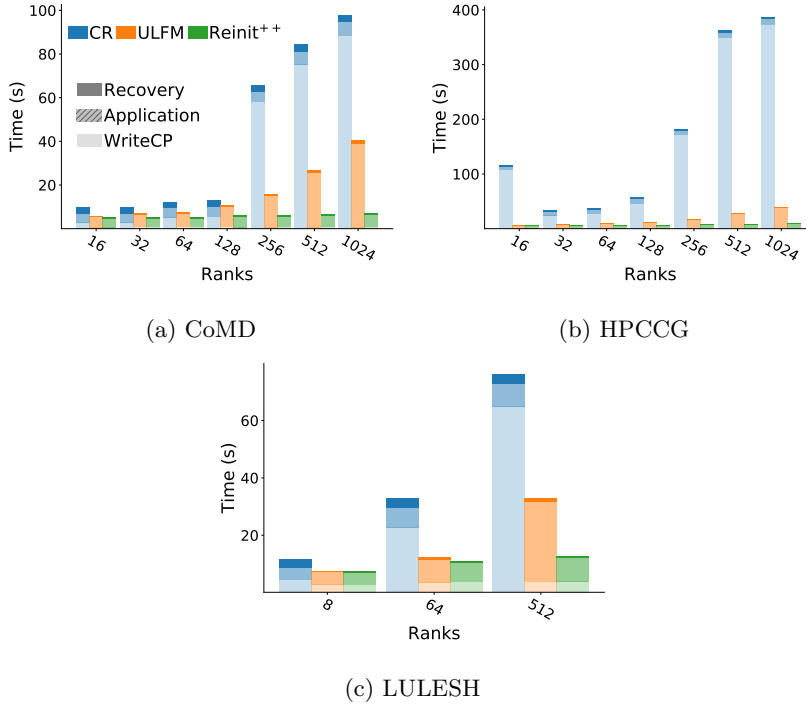 100
80
60
40
20
Time (s)
CR ULFM Reinit++
Recovery
Application
WriteCP
16 32 64 128 256 512 1024
Ranks
(a) CoMD
400
300
200
100
Time (s)
16 32 64 128 256 512 1024
Ranks
(b) HPCCG
60
40
20
Time (s)
8 64 512
Ranks
(c) LULESH